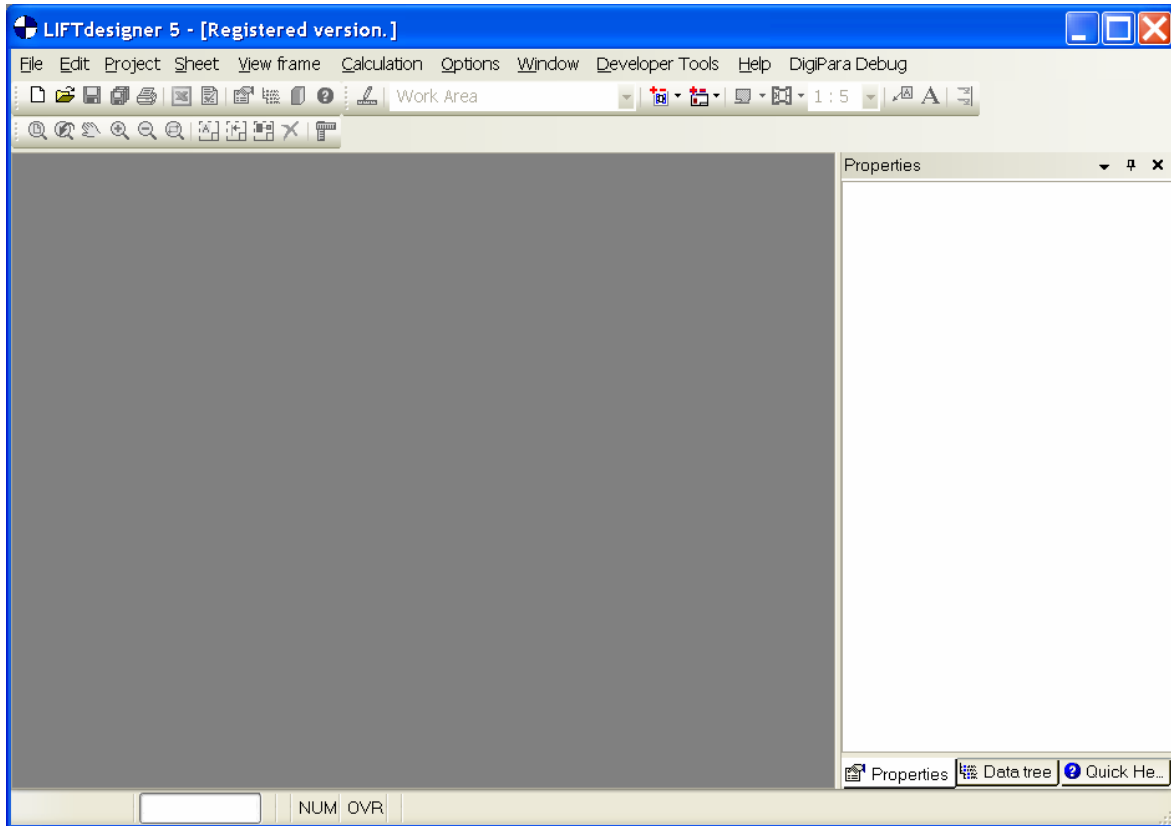 LIFTdesigner 5 - [Registered version.]
File Edit Project Sheet View frame Calculation Options Window Developer Tools Help DigiPara Debug
Work Area 1 : 5 A
Properties
Properties Data tree Quick He...
NUM OVR